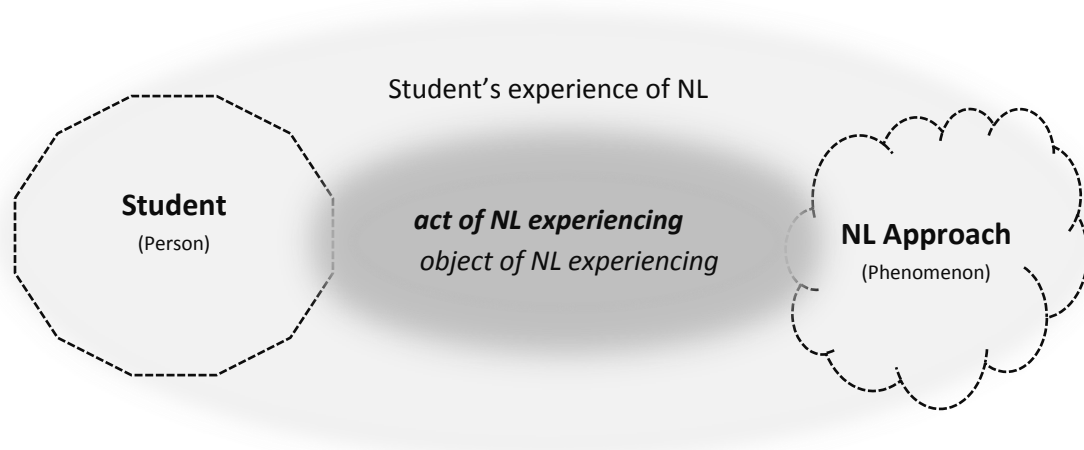 Student’s experience of NL
Student
(Person)
act of NL experiencing
object of NL experiencing
NL Approach
(Phenomenon)